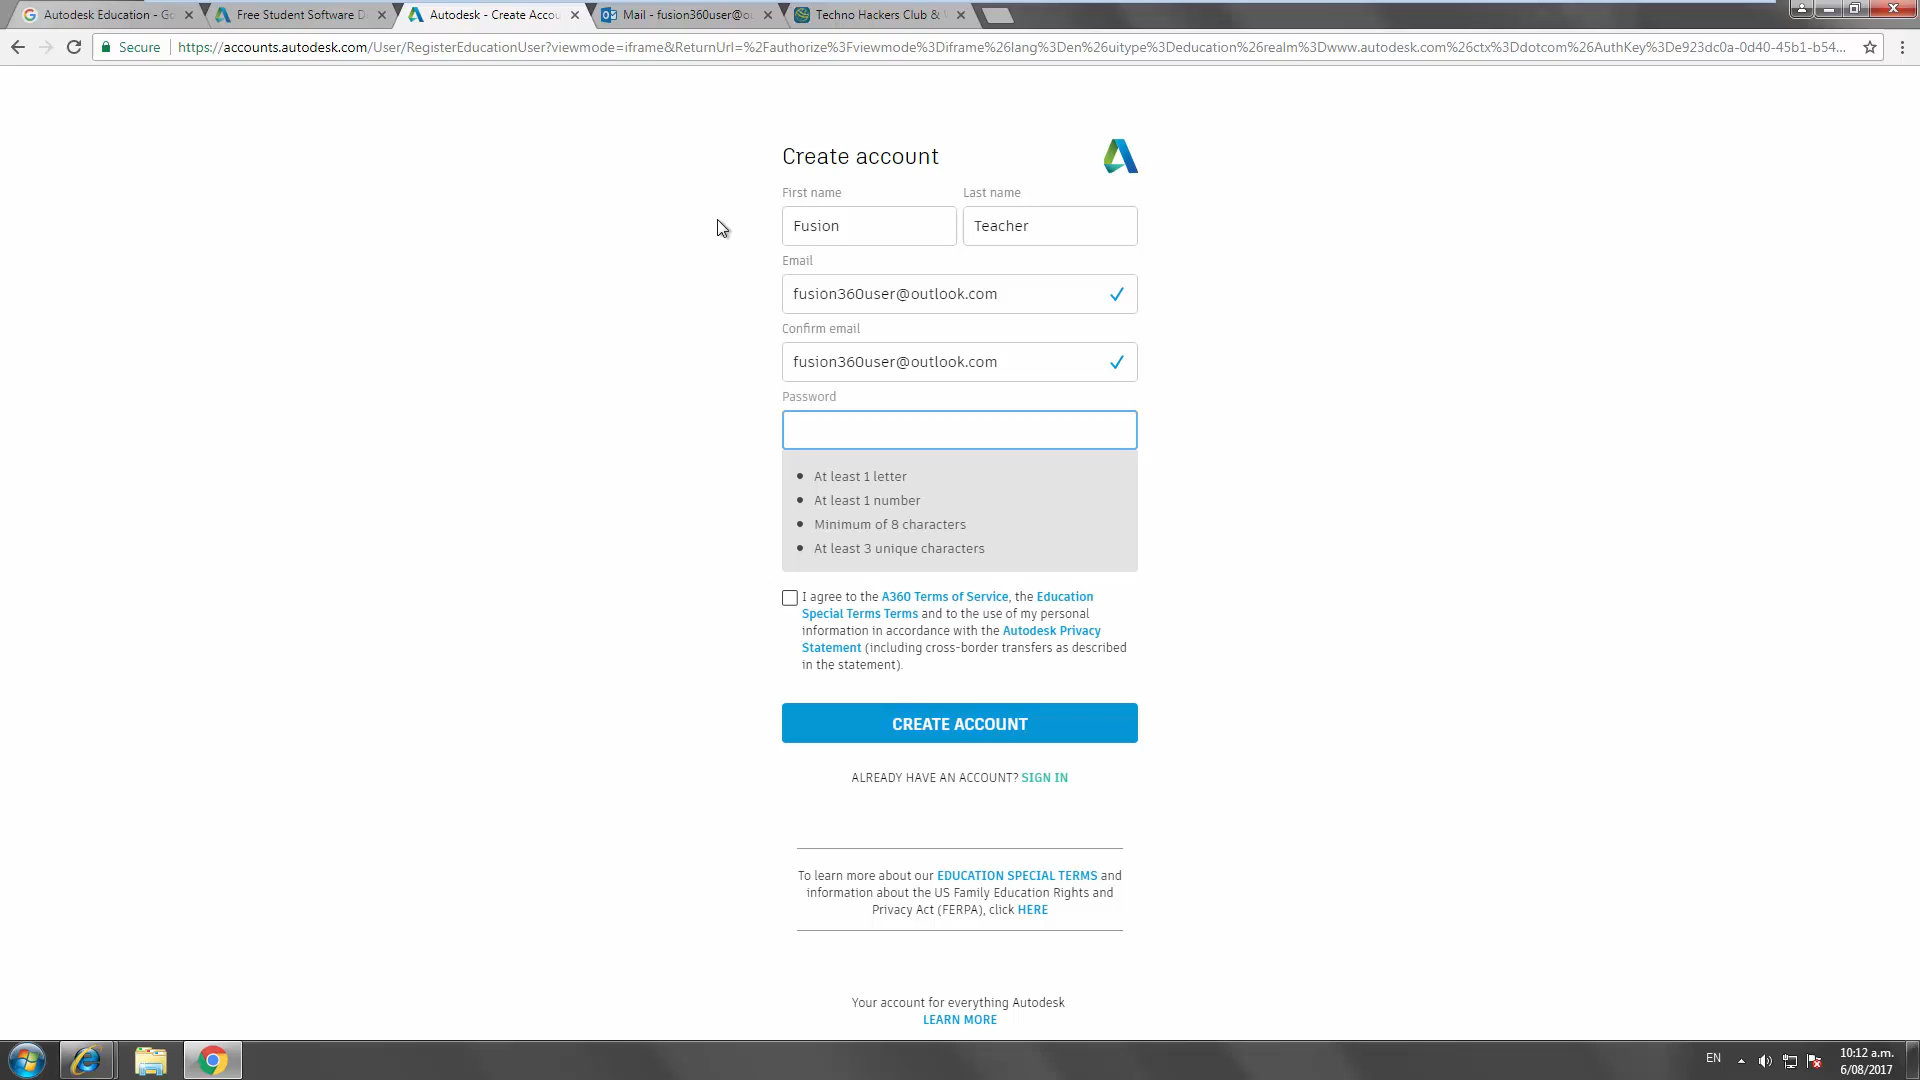 Autodesk Education - Go
Free Student Software D
Autodesk - Create Accou
Mail - fusion360user@ou
Techno Hackers Club &
Secure
https://accounts.autodesk.com/User/RegisterEducationUser?viewmode=iframe&ReturnUrl=%2Fauthorize%3Fviewmode%3Diframe%26lang%3Den%26uitype%3Deducation%26realm%3Dwww.autodesk.com%26ctx%3Ddotcom%26AuthKey%3De923dc0a-0d40-45b1-b54...
Create account
First name
Last name
Fusion
Teacher
Email
fusion360user@outlook.com
Confirm email
fusion360user@outlook.com
Password
At least 1 letter
At least 1 number
Minimum of 8 characters
At least 3 unique characters
I agree to the A360 Terms of Service, the Education
Special Terms Terms and to the use of my personal
information in accordance with the Autodesk Privacy
Statement (including cross-border transfers as described
in the statement).
CREATE ACCOUNT
ALREADY HAVE AN ACCOUNT? SIGN IN
To learn more about our EDUCATION SPECIAL TERMS and
information about the US Family Education Rights and
Privacy Act (FERPA), click HERE
Your account for everything Autodesk
LEARN MORE
EN
10:12 a.m.
6/08/2017